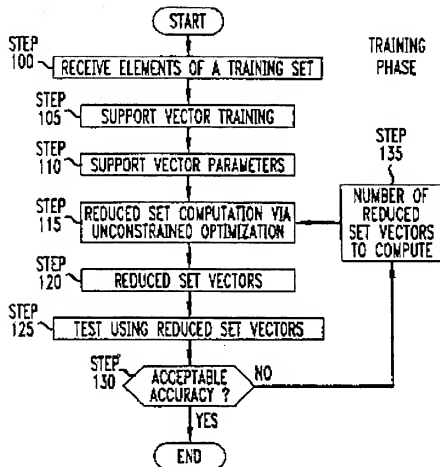 START
TRAINING
PHASE
STEP
100
RECEIVE ELEMENTS OF A TRAINING SET
STEP
105
SUPPORT VECTOR TRAINING
STEP
110
SUPPORT VECTOR PARAMETERS
STEP
115
REDUCED SET COMPUTATION VIA
UNCONSTRAINED OPTIMIZATION
STEP
135
NUMBER OF
REDUCED
SET VECTORS
TO COMPUTE
STEP
120
REDUCED SET VECTORS
STEP
125
TEST USING REDUCED SET VECTORS
STEP
130
ACCEPTABLE
ACCURACY ?
NO
YES
END